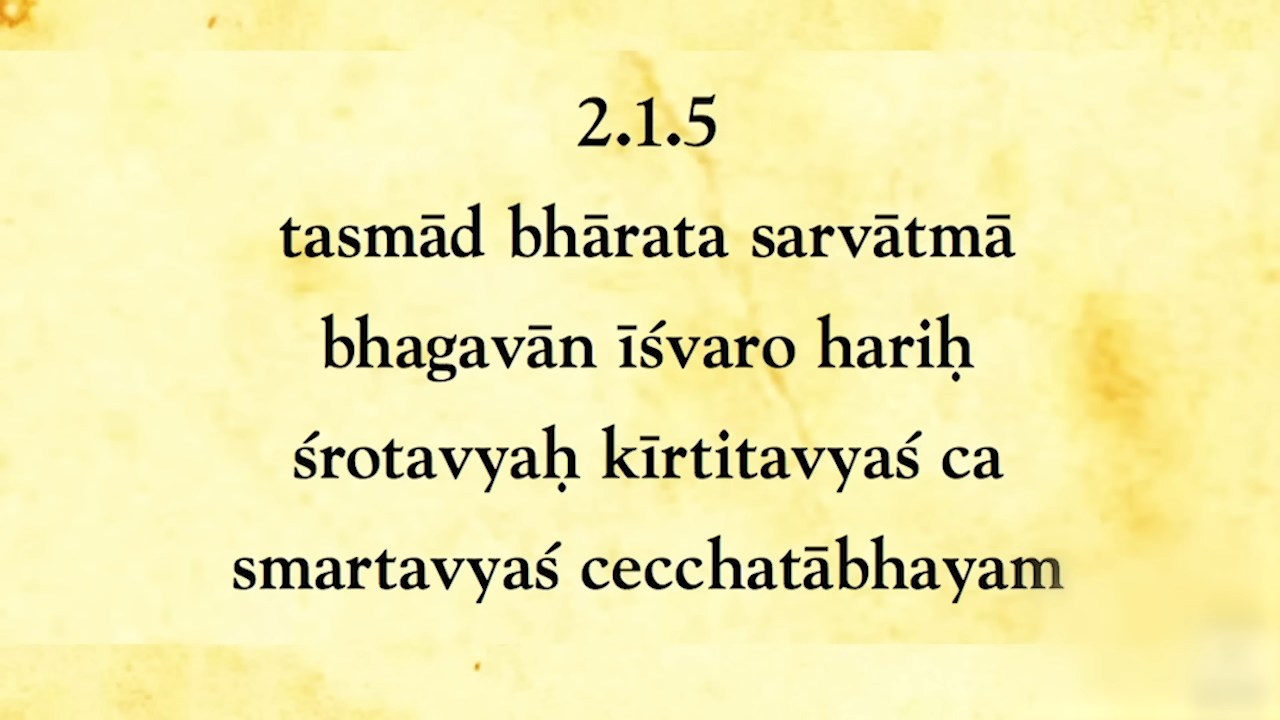 2.1.5
tasmād bhārata sarvātmā
bhagavān īśvaro hariḥ
śrotavyaḥ kīrtitavyaś ca
smartavyaś cecchatābhayam